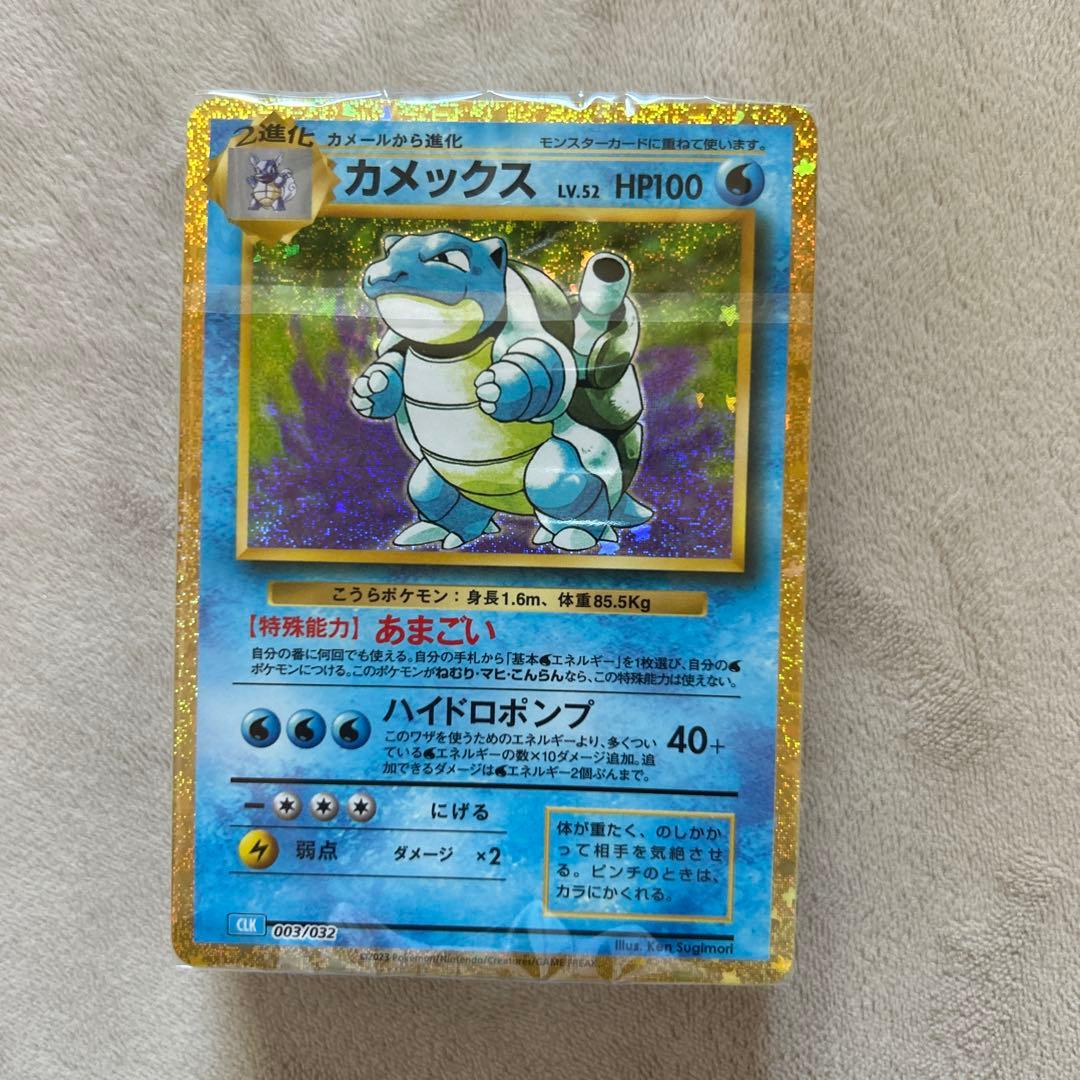 2進化 カメールから進化 モンスターカードに重ねて使います。
カメックス LV.52 HP100
こうらポケモン：身長1.6m、体重85.5Kg
【特殊能力】あまごい
自分の番に何回でも使える。自分の手札から「基本エネルギー」を1枚選び、自分の
ポケモンにつける。このポケモンがねむり・マヒ・こんらんなら、この特殊能力は使えない。
ハイドロポンプ
このワザを使うためのエネルギーより、多くつい
ているエネルギーの数×10ダメージ追加。追
加できるダメージはエネルギー2個ぶんまで。
40+
ー にげる
弱点 ダメージ ×2
体が重たく、のしかか
って相手を気絶させ
る。ピンチのときは、
カラにかくれる。
CLK 003/032
Illus. Ken Sugimori
©2023 Pokémon/Nintendo/Creatures/GAME FREAK